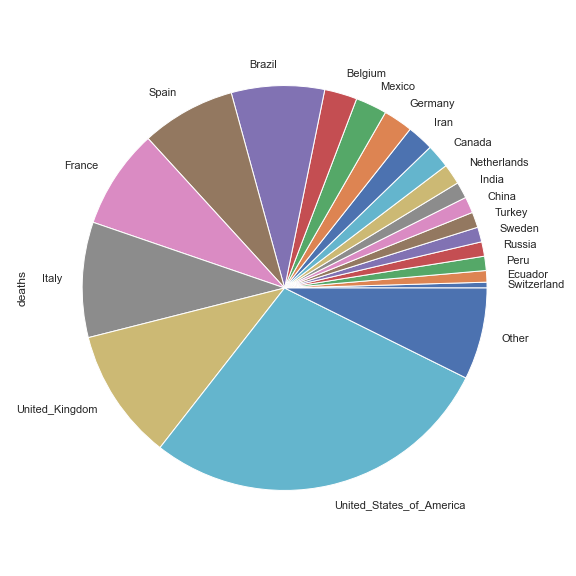 Brazil
Belgium
Mexico
Spain
Germany
Iran
Canada
Netherlands
France
India
China
Turkey
Sweden
Russia
Peru
Ecuador
Italy
Switzerland
deaths
Other
United_Kingdom
United_States_of_America